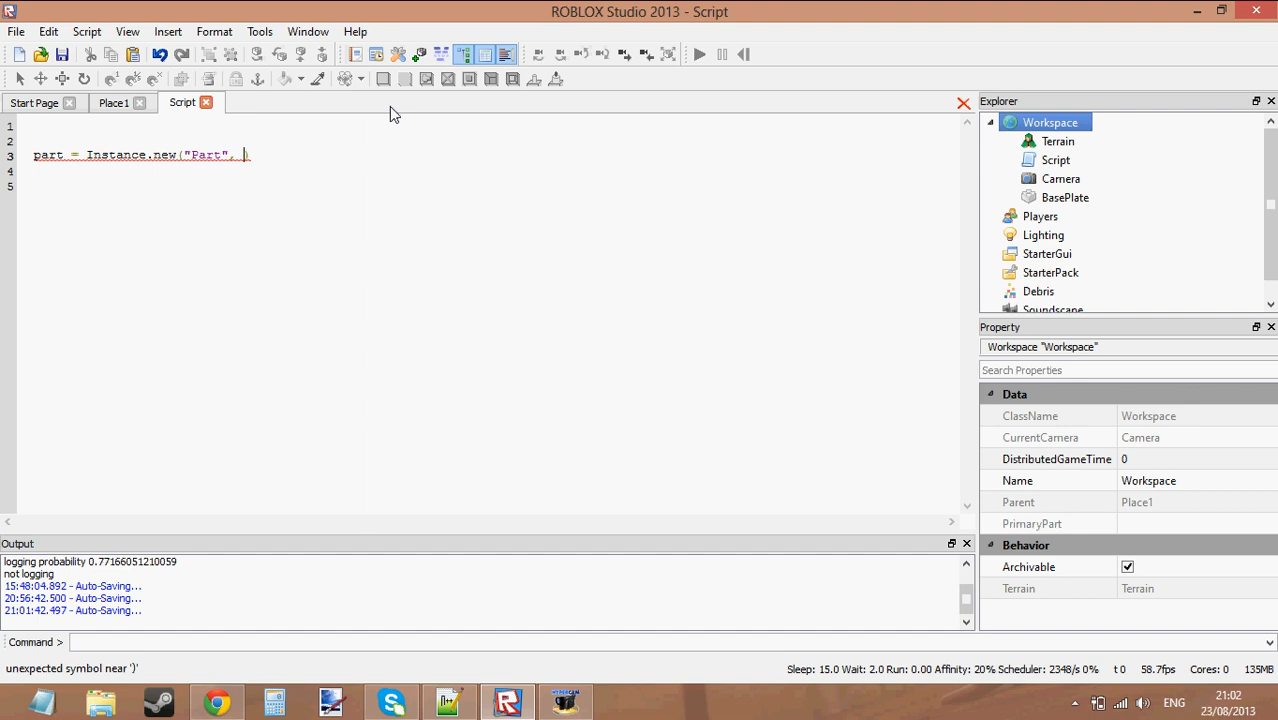 ROBLOX Studio 2013 - Script
File Edit Script View Insert Format Tools Window Help
Start Page Place1 Script
1
2
3 part = Instance.new("Part", )
4
5
Explorer
Workspace
Terrain
Script
Camera
BasePlate
Players
Lighting
StarterGui
StarterPack
Debris
Soundscape
Property
Workspace "Workspace"
Search Properties
Data
ClassName Workspace
CurrentCamera Camera
DistributedGameTime 0
Name Workspace
Parent Place1
PrimaryPart
Behavior
Archivable
Terrain Terrain
Output
logging probability 0.77166051210059
not logging
15:48:04.892 - Auto-Saving...
20:56:42.500 - Auto-Saving...
21:01:42.497 - Auto-Saving...
Command >
unexpected symbol near ')'
Sleep: 15.0 Wait: 2.0 Run: 0.00 Affinity: 20% Scheduler: 2348/s 0% t 0 58.7fps Cores: 0 135MB
HYPERCAM
ENG
21:02
23/08/2013